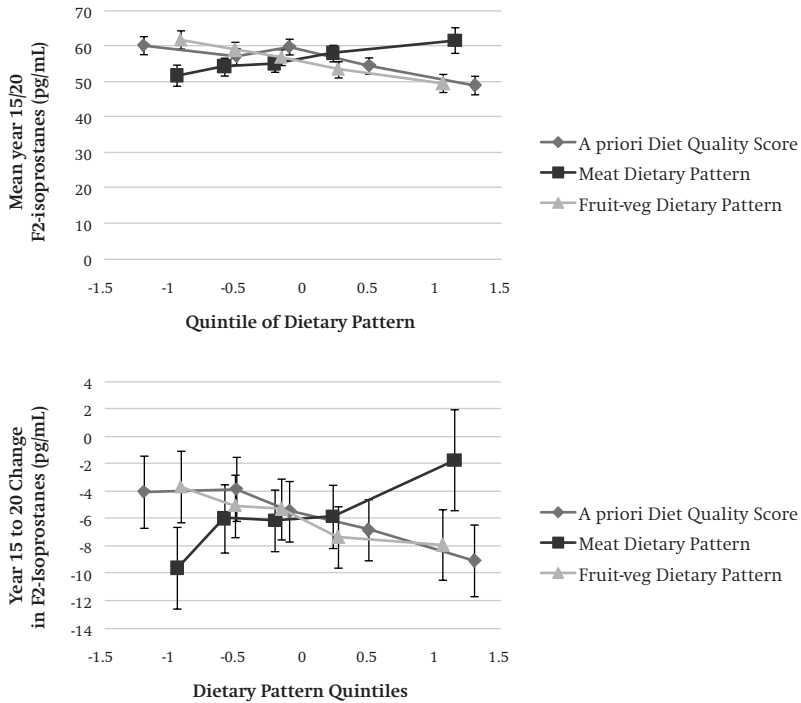 70
60
50
40
30
20
10
0
Mean year 15/20
F2-isoprostanes (pg/mL)
-1.5 -1 -0.5 0 0.5 1 1.5
Quintile of Dietary Pattern
A priori Diet Quality Score
Meat Dietary Pattern
Fruit-veg Dietary Pattern
4
2
0
-2
-4
-6
-8
-10
-12
-14
Year 15 to 20 Change
in F2-Isoprostanes (pg/mL)
-1.5 -1 -0.5 0 0.5 1 1.5
Dietary Pattern Quintiles
A priori Diet Quality Score
Meat Dietary Pattern
Fruit-veg Dietary Pattern